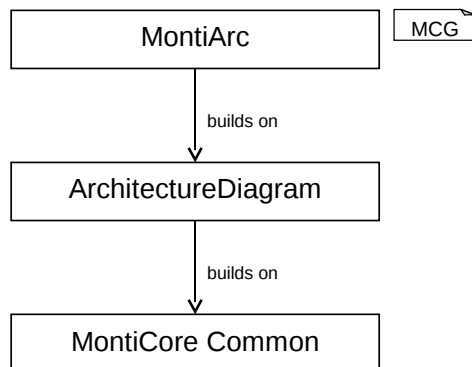 MontiArc
MCG
builds on
ArchitectureDiagram
builds on
MontiCore Common